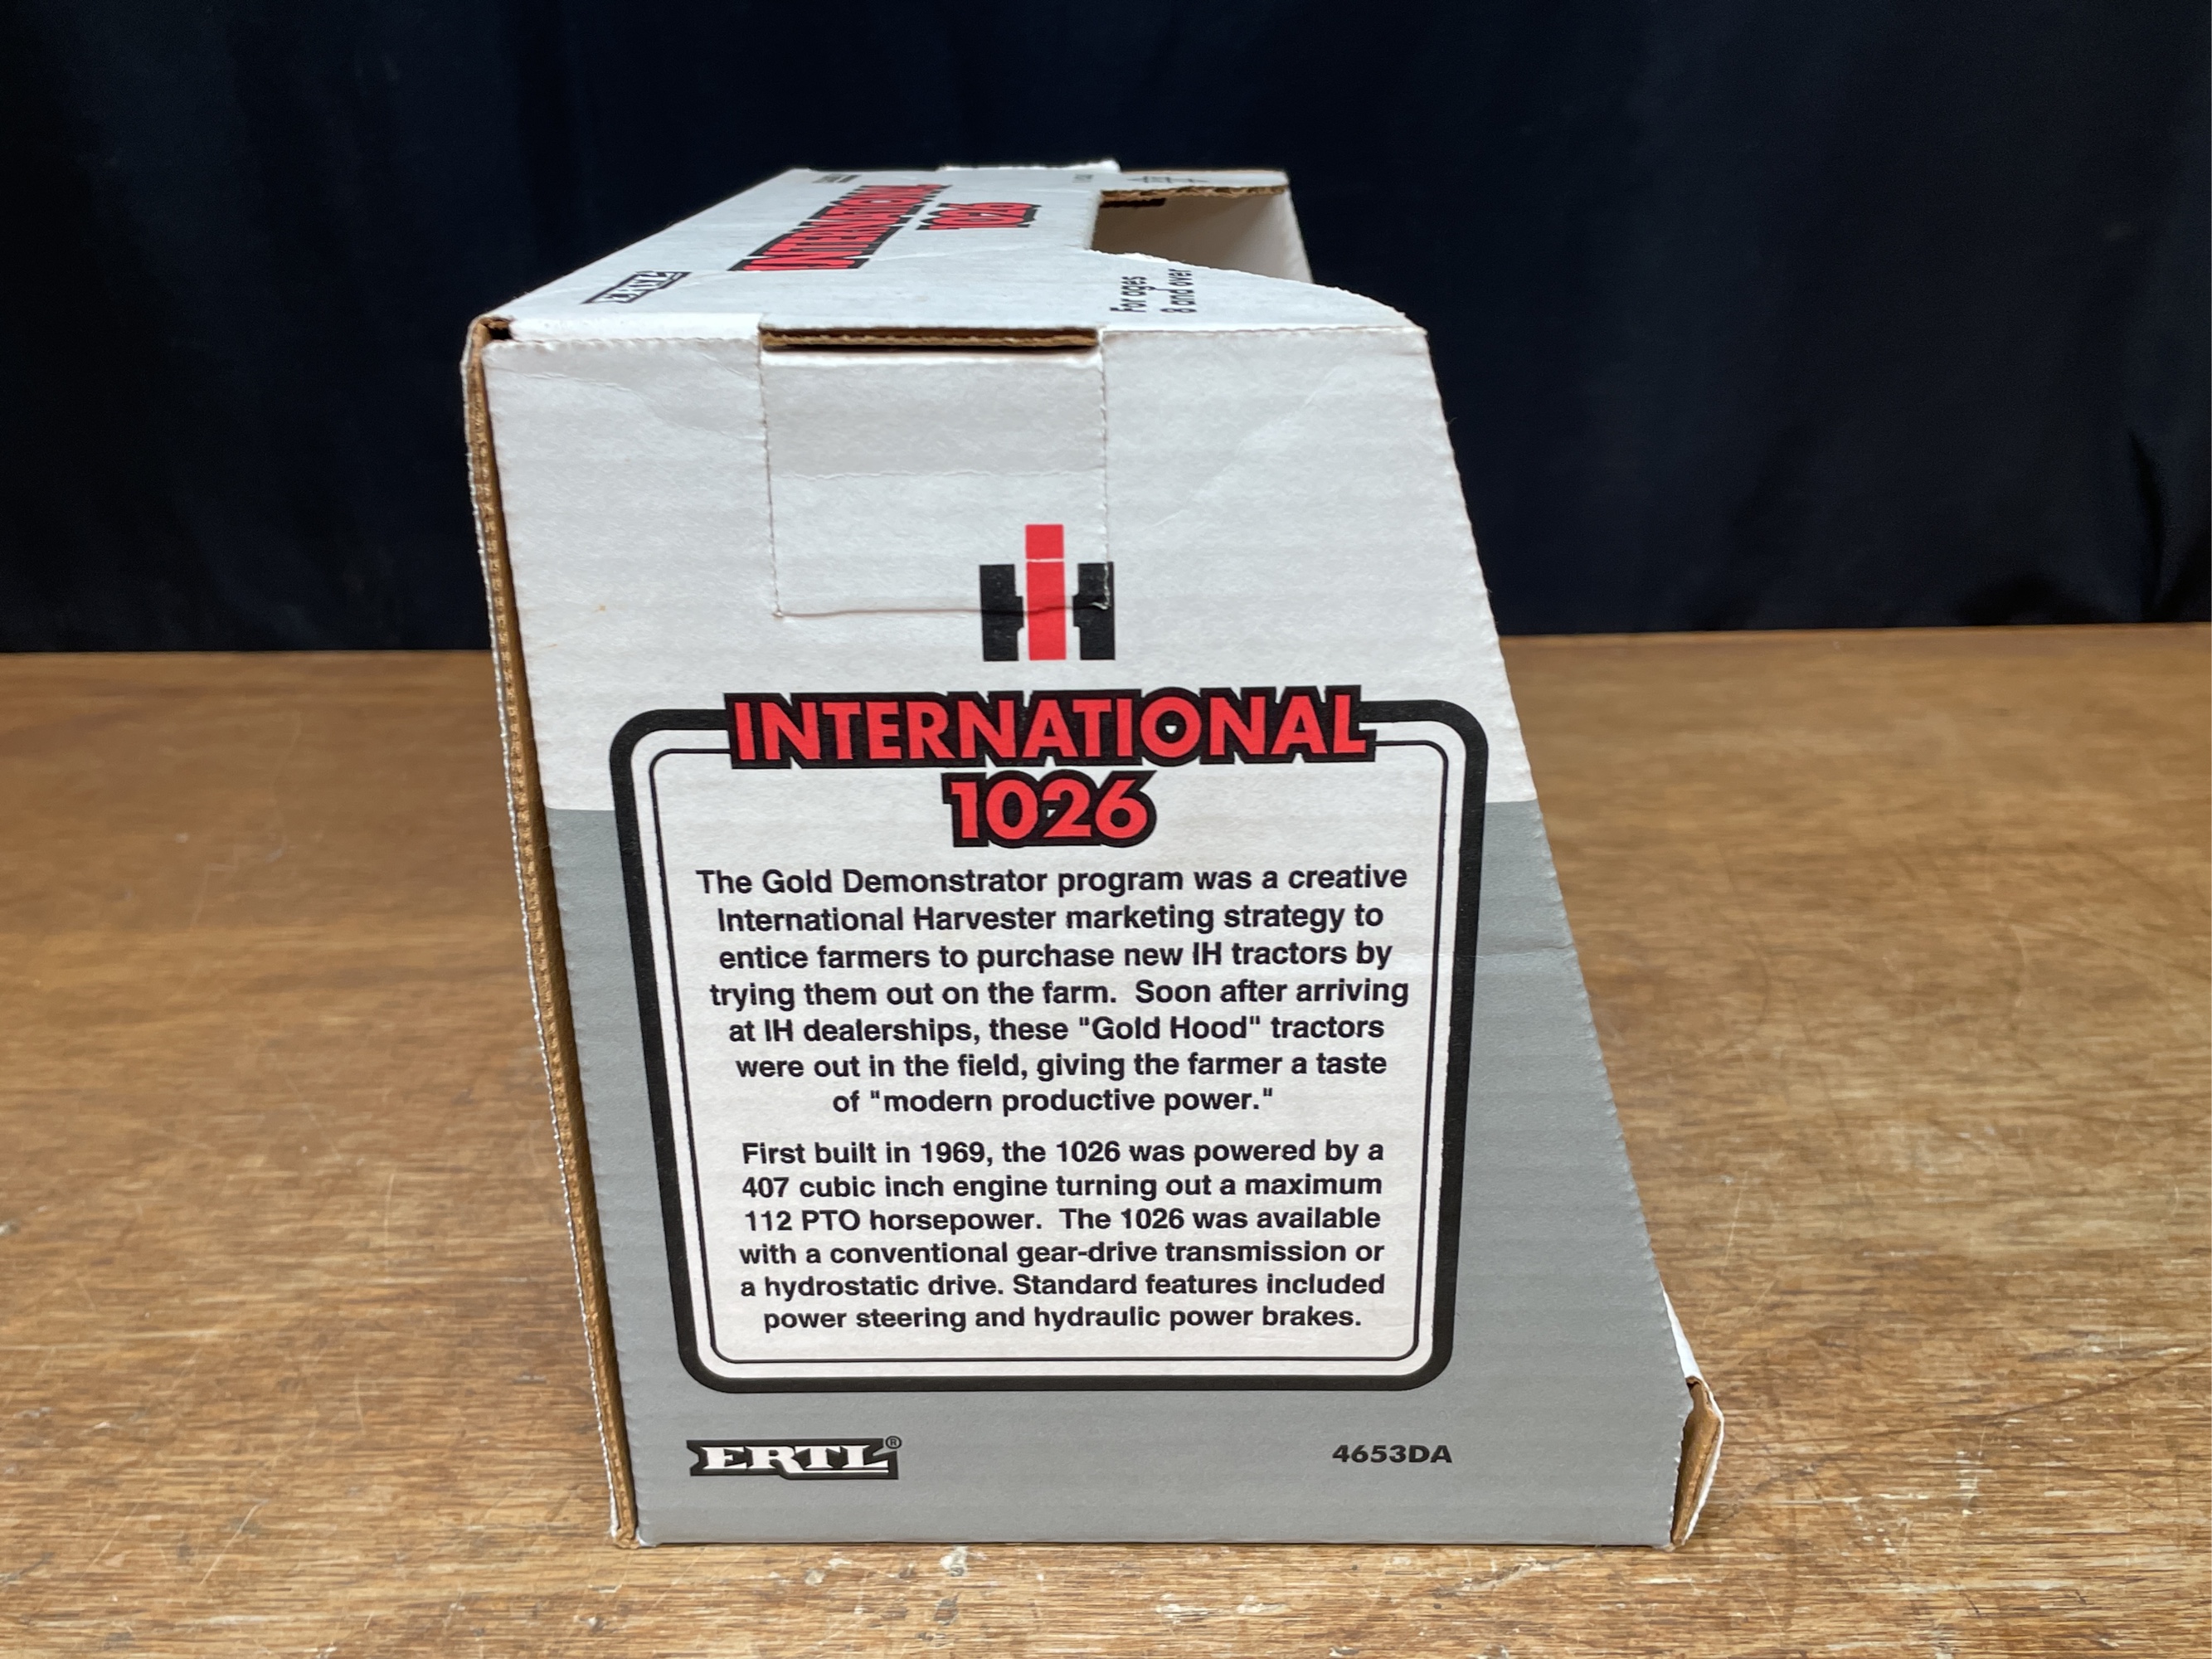 ERTL
INTERNATIONAL
1026
For ages
8 and over
INTERNATIONAL
1026
The Gold Demonstrator program was a creative
International Harvester marketing strategy to
entice farmers to purchase new IH tractors by
trying them out on the farm.  Soon after arriving
at IH dealerships, these "Gold Hood" tractors
were out in the field, giving the farmer a taste
of "modern productive power."
First built in 1969, the 1026 was powered by a
407 cubic inch engine turning out a maximum
112 PTO horsepower.  The 1026 was available
with a conventional gear-drive transmission or
a hydrostatic drive. Standard features included
power steering and hydraulic power brakes.
ERTL®
4653DA